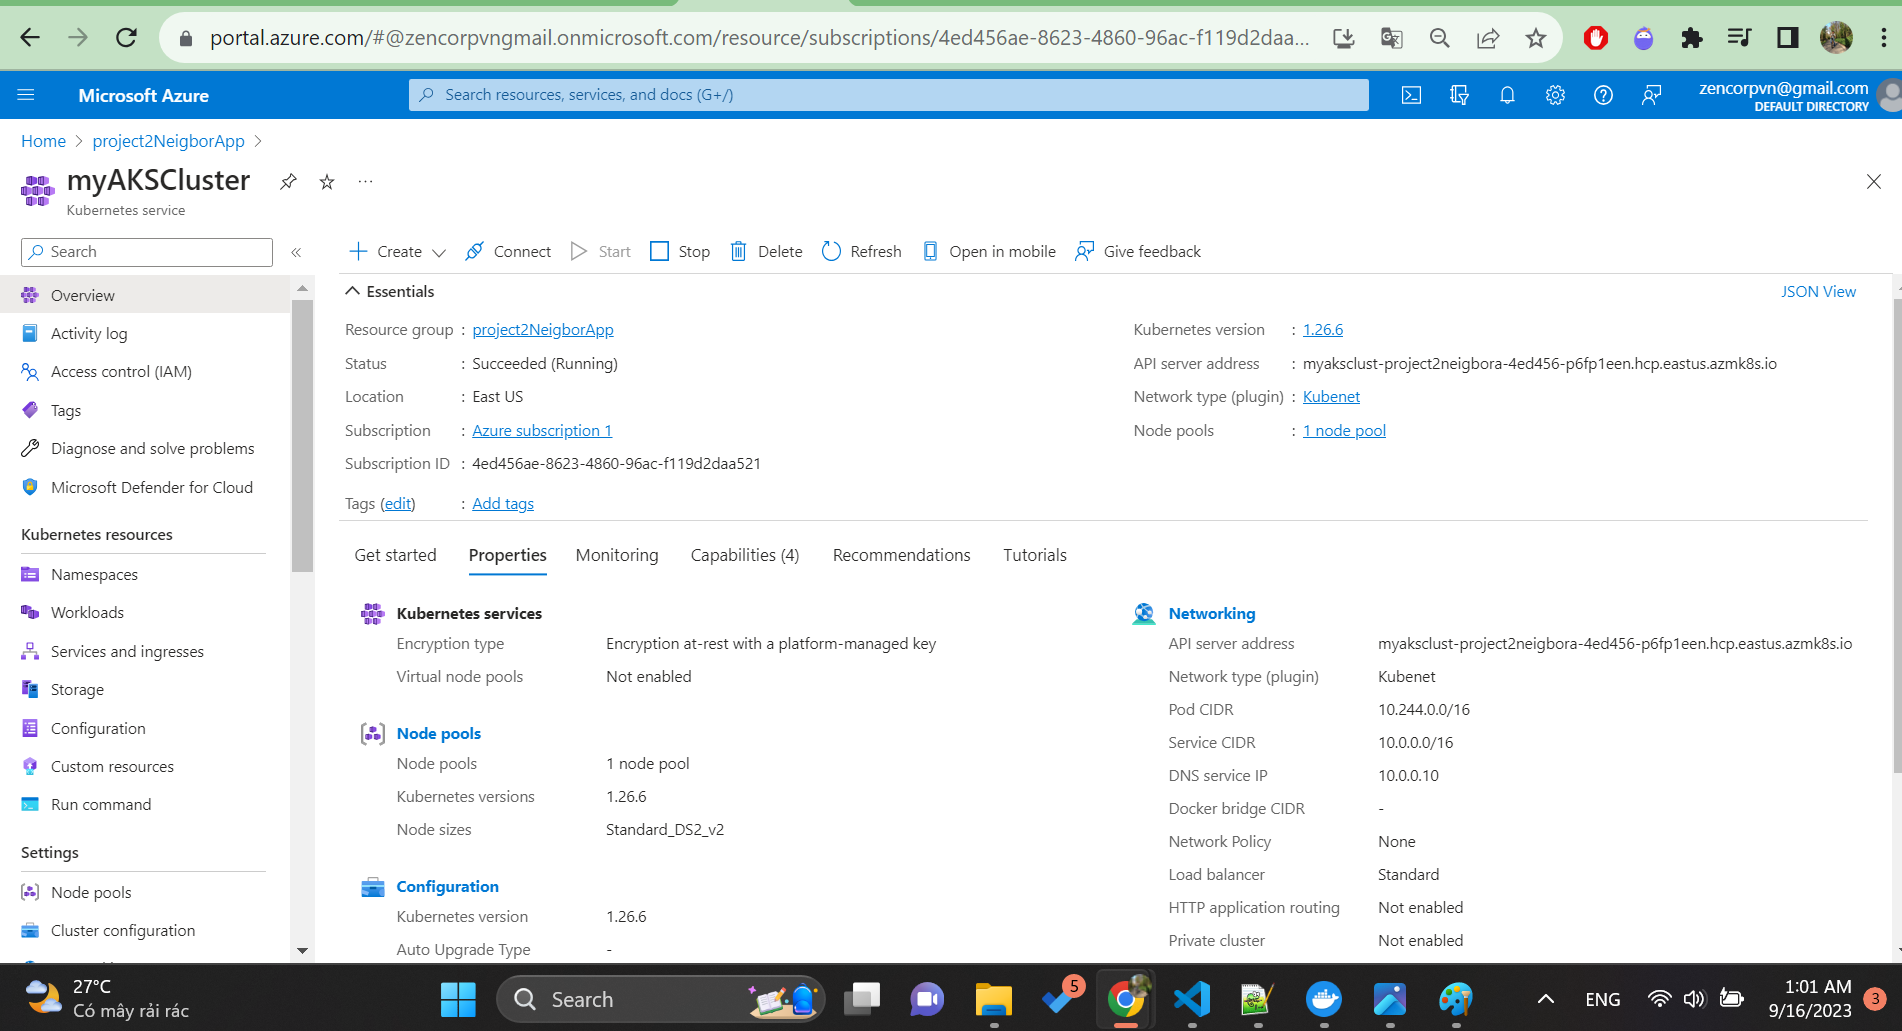 portal.azure.com/#@zencorpvngmail.onmicrosoft.com/resource/subscriptions/4ed456ae-8623-4860-96ac-f119d2daa...
Microsoft Azure
Search resources, services, and docs (G+/)
zencorpvn@gmail.com
DEFAULT DIRECTORY
Home > project2NeigborApp >
myAKSCluster
Kubernetes service
Search
Create
Connect
Start
Stop
Delete
Refresh
Open in mobile
Give feedback
Overview
Activity log
Access control (IAM)
Tags
Diagnose and solve problems
Microsoft Defender for Cloud
Kubernetes resources
Namespaces
Workloads
Services and ingresses
Storage
Configuration
Custom resources
Run command
Settings
Node pools
Cluster configuration
Essentials
JSON View
Resource group : project2NeigborApp
Status : Succeeded (Running)
Location : East US
Subscription : Azure subscription 1
Subscription ID : 4ed456ae-8623-4860-96ac-f119d2daa521
Tags (edit) : Add tags
Kubernetes version : 1.26.6
API server address : myaksclust-project2neigbora-4ed456-p6fp1een.hcp.eastus.azmk8s.io
Network type (plugin) : Kubenet
Node pools : 1 node pool
Get started
Properties
Monitoring
Capabilities (4)
Recommendations
Tutorials
Kubernetes services
Encryption type Encryption at-rest with a platform-managed key
Virtual node pools Not enabled
Node pools
Node pools 1 node pool
Kubernetes versions 1.26.6
Node sizes Standard_DS2_v2
Configuration
Kubernetes version 1.26.6
Auto Upgrade Type -
Networking
API server address myaksclust-project2neigbora-4ed456-p6fp1een.hcp.eastus.azmk8s.io
Network type (plugin) Kubenet
Pod CIDR 10.244.0.0/16
Service CIDR 10.0.0.0/16
DNS service IP 10.0.0.10
Docker bridge CIDR -
Network Policy None
Load balancer Standard
HTTP application routing Not enabled
Private cluster Not enabled
27°C
Có mây rải rác
Search
5
ENG
1:01 AM
9/16/2023
3